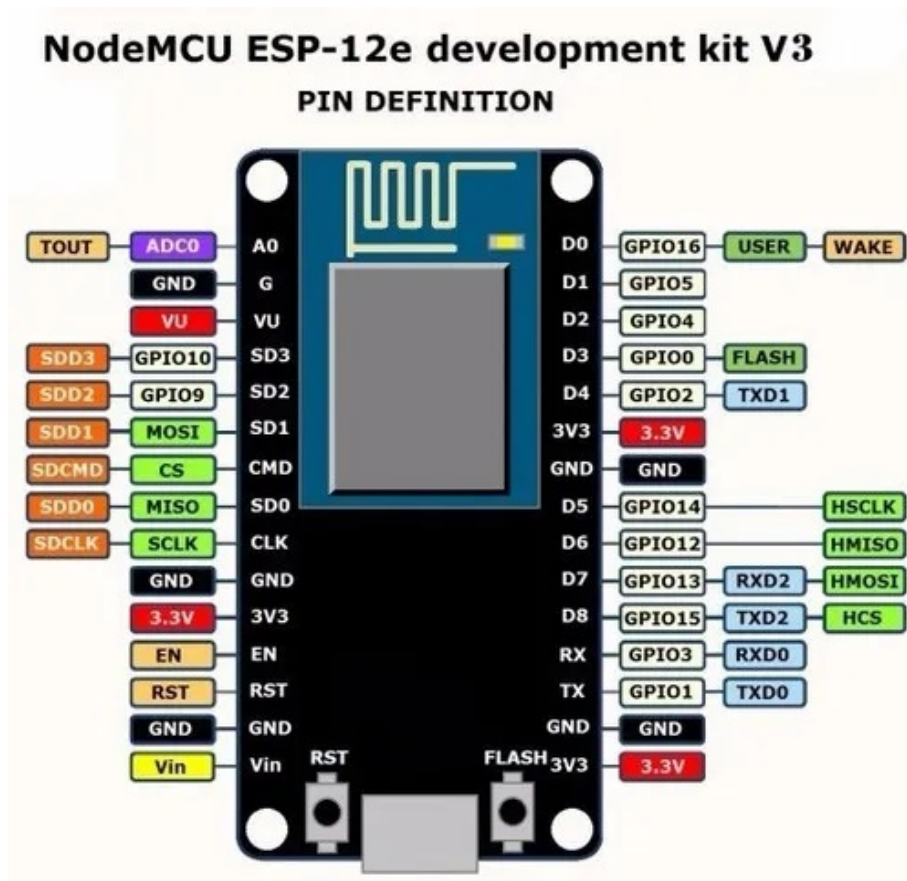 NodeMCU ESP-12e development kit V3
PIN DEFINITION
TOUT ADC0 A0 D0 GPIO16 USER WAKE
GND G D1 GPIO5
VU VU D2 GPIO4
SDD3 GPIO10 SD3 D3 GPIO0 FLASH
SDD2 GPIO9 SD2 D4 GPIO2 TXD1
SDD1 MOSI SD1 3V3 3.3V
SDCMD CS CMD GND GND
SDD0 MISO SD0 D5 GPIO14 HSCLK
SDCLK SCLK CLK D6 GPIO12 HMISO
GND GND D7 GPIO13 RXD2 HMOSI
3.3V 3V3 D8 GPIO15 TXD2 HCS
EN EN RX GPIO3 RXD0
RST RST TX GPIO1 TXD0
GND GND GND GND
Vin Vin RST FLASH 3V3 3.3V